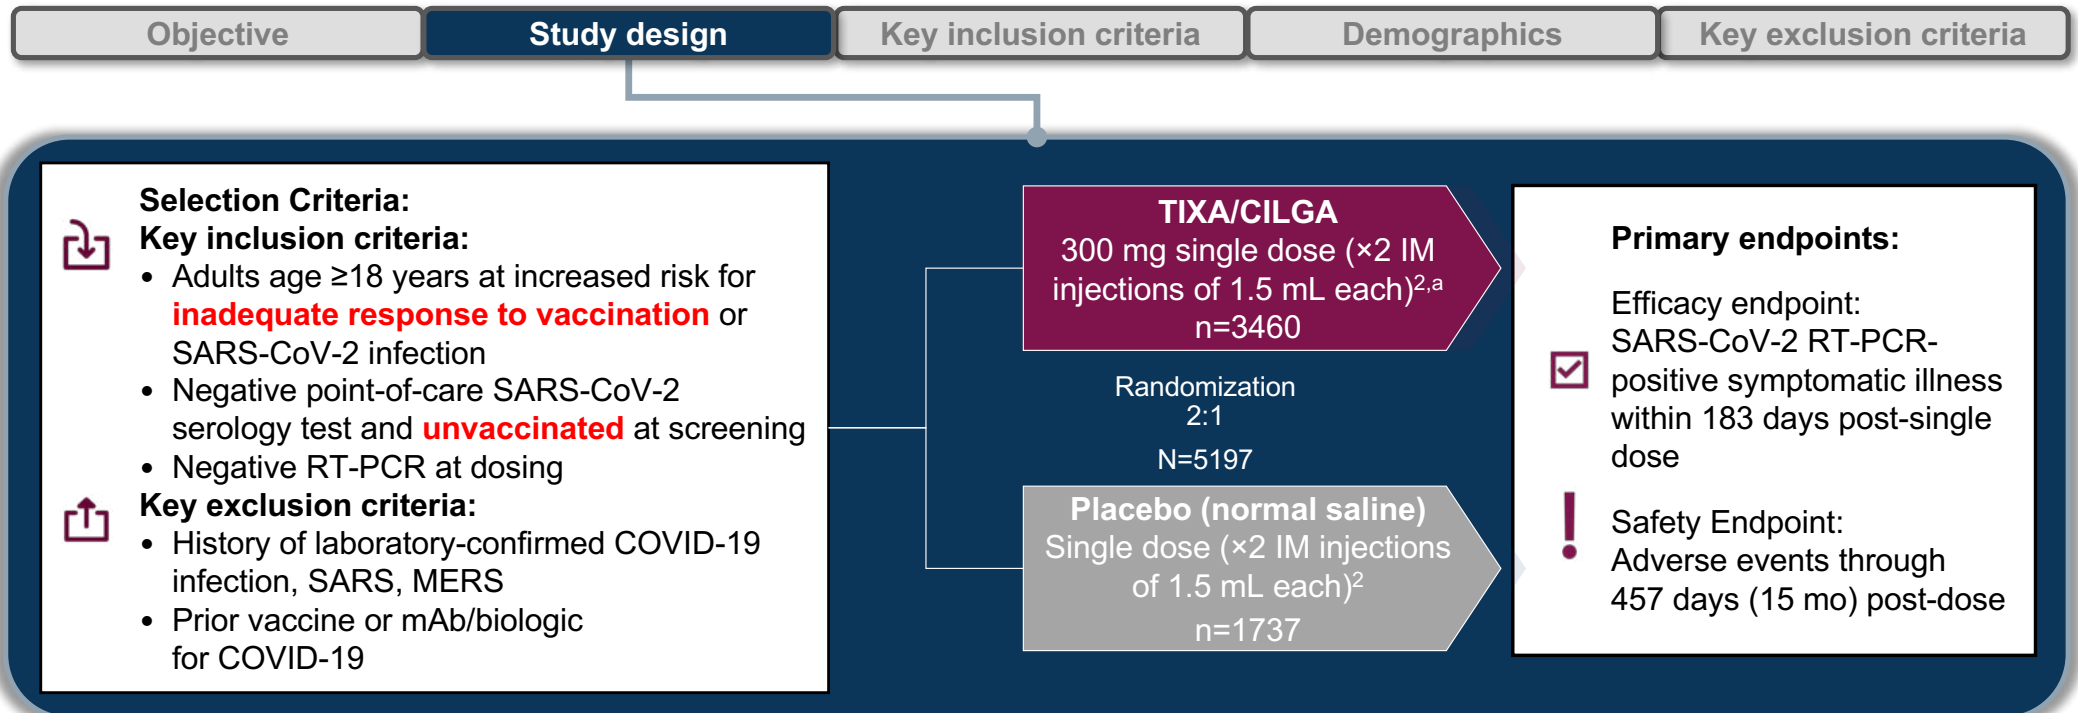 Objective
Study design
Key inclusion criteria
Demographics
Key exclusion criteria
Selection Criteria:
Key inclusion criteria:
• Adults age ≥18 years at increased risk for
inadequate response to vaccination or
SARS-CoV-2 infection
• Negative point-of-care SARS-CoV-2
serology test and unvaccinated at screening
• Negative RT-PCR at dosing
Key exclusion criteria:
• History of laboratory-confirmed COVID-19
infection, SARS, MERS
• Prior vaccine or mAb/biologic
for COVID-19
TIXA/CILGA
300 mg single dose (×2 IM
injections of 1.5 mL each)2,a
n=3460
Randomization
2:1
N=5197
Placebo (normal saline)
Single dose (×2 IM injections
of 1.5 mL each)2
n=1737
Primary endpoints:
Efficacy endpoint:
SARS-CoV-2 RT-PCR-
positive symptomatic illness
within 183 days post-single
dose
Safety Endpoint:
Adverse events through
457 days (15 mo) post-dose